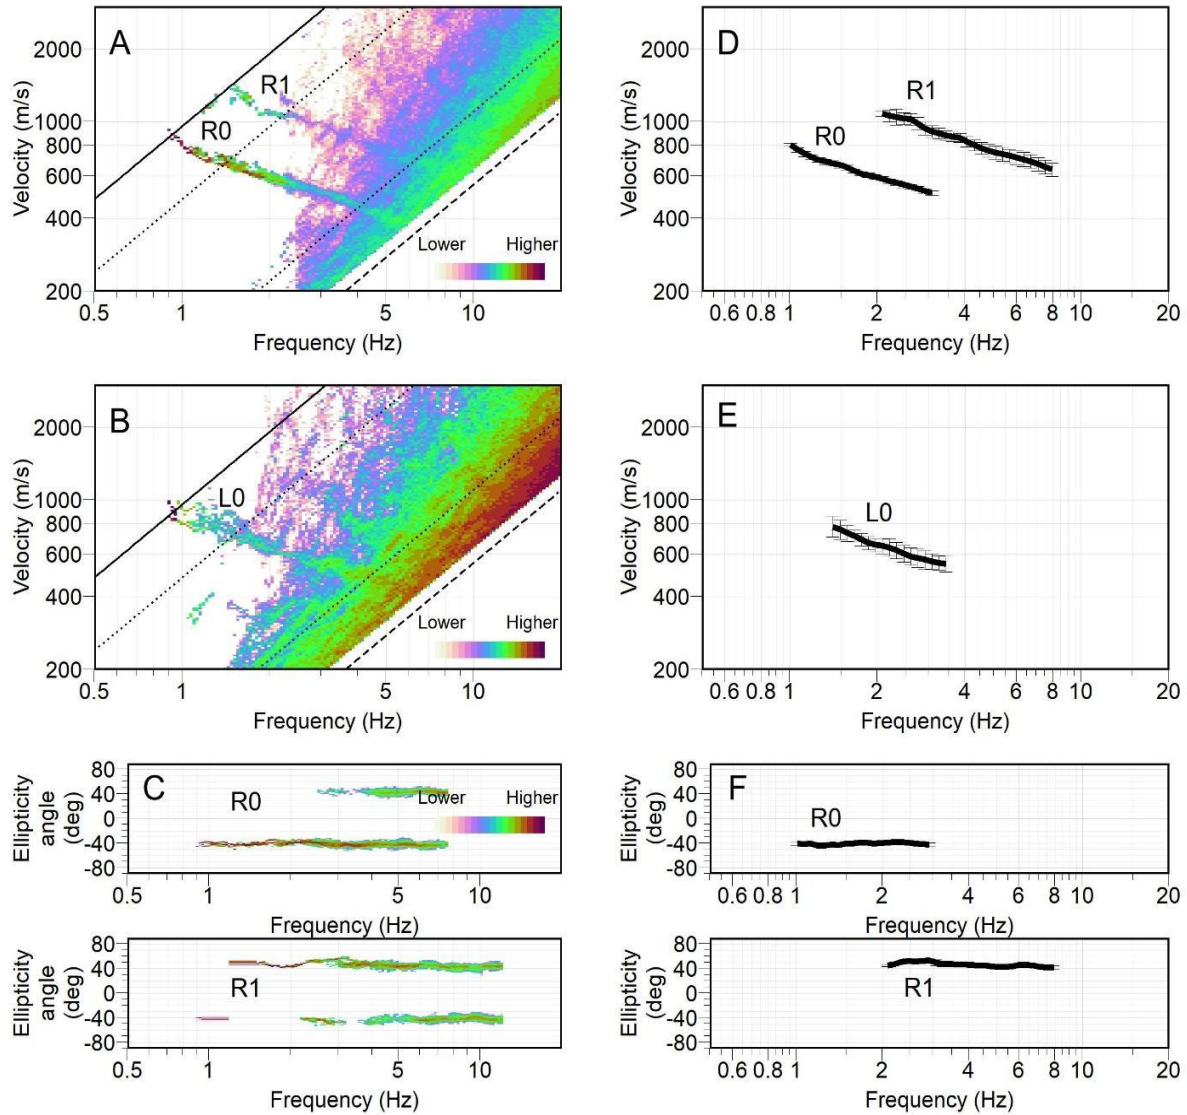 A
R1
R0
Velocity (m/s)
2000
1000
800
600
400
200
Lower Higher
0.5 1 5 10
Frequency (Hz)
D
R1
R0
Velocity (m/s)
2000
1000
800
600
400
200
0.6 0.8 1 2 4 6 8 10 20
Frequency (Hz)
B
L0
Velocity (m/s)
2000
1000
800
600
400
200
Lower Higher
0.5 1 5 10
Frequency (Hz)
E
L0
Velocity (m/s)
2000
1000
800
600
400
200
0.6 0.8 1 2 4 6 8 10 20
Frequency (Hz)
C
R0
Lower Higher
Ellipticity
angle
(deg)
80
40
0
-40
-80
0.5 1 5 10
Frequency (Hz)
F
R0
Ellipticity
angle
(deg)
80
40
0
-40
-80
0.6 0.8 1 2 4 6 8 10 20
Frequency (Hz)
R1
Ellipticity
angle
(deg)
80
40
0
-40
-80
0.5 1 5 10
Frequency (Hz)
R1
Ellipticity
angle
(deg)
80
40
0
-40
-80
0.6 0.8 1 2 4 6 8 10 20
Frequency (Hz)